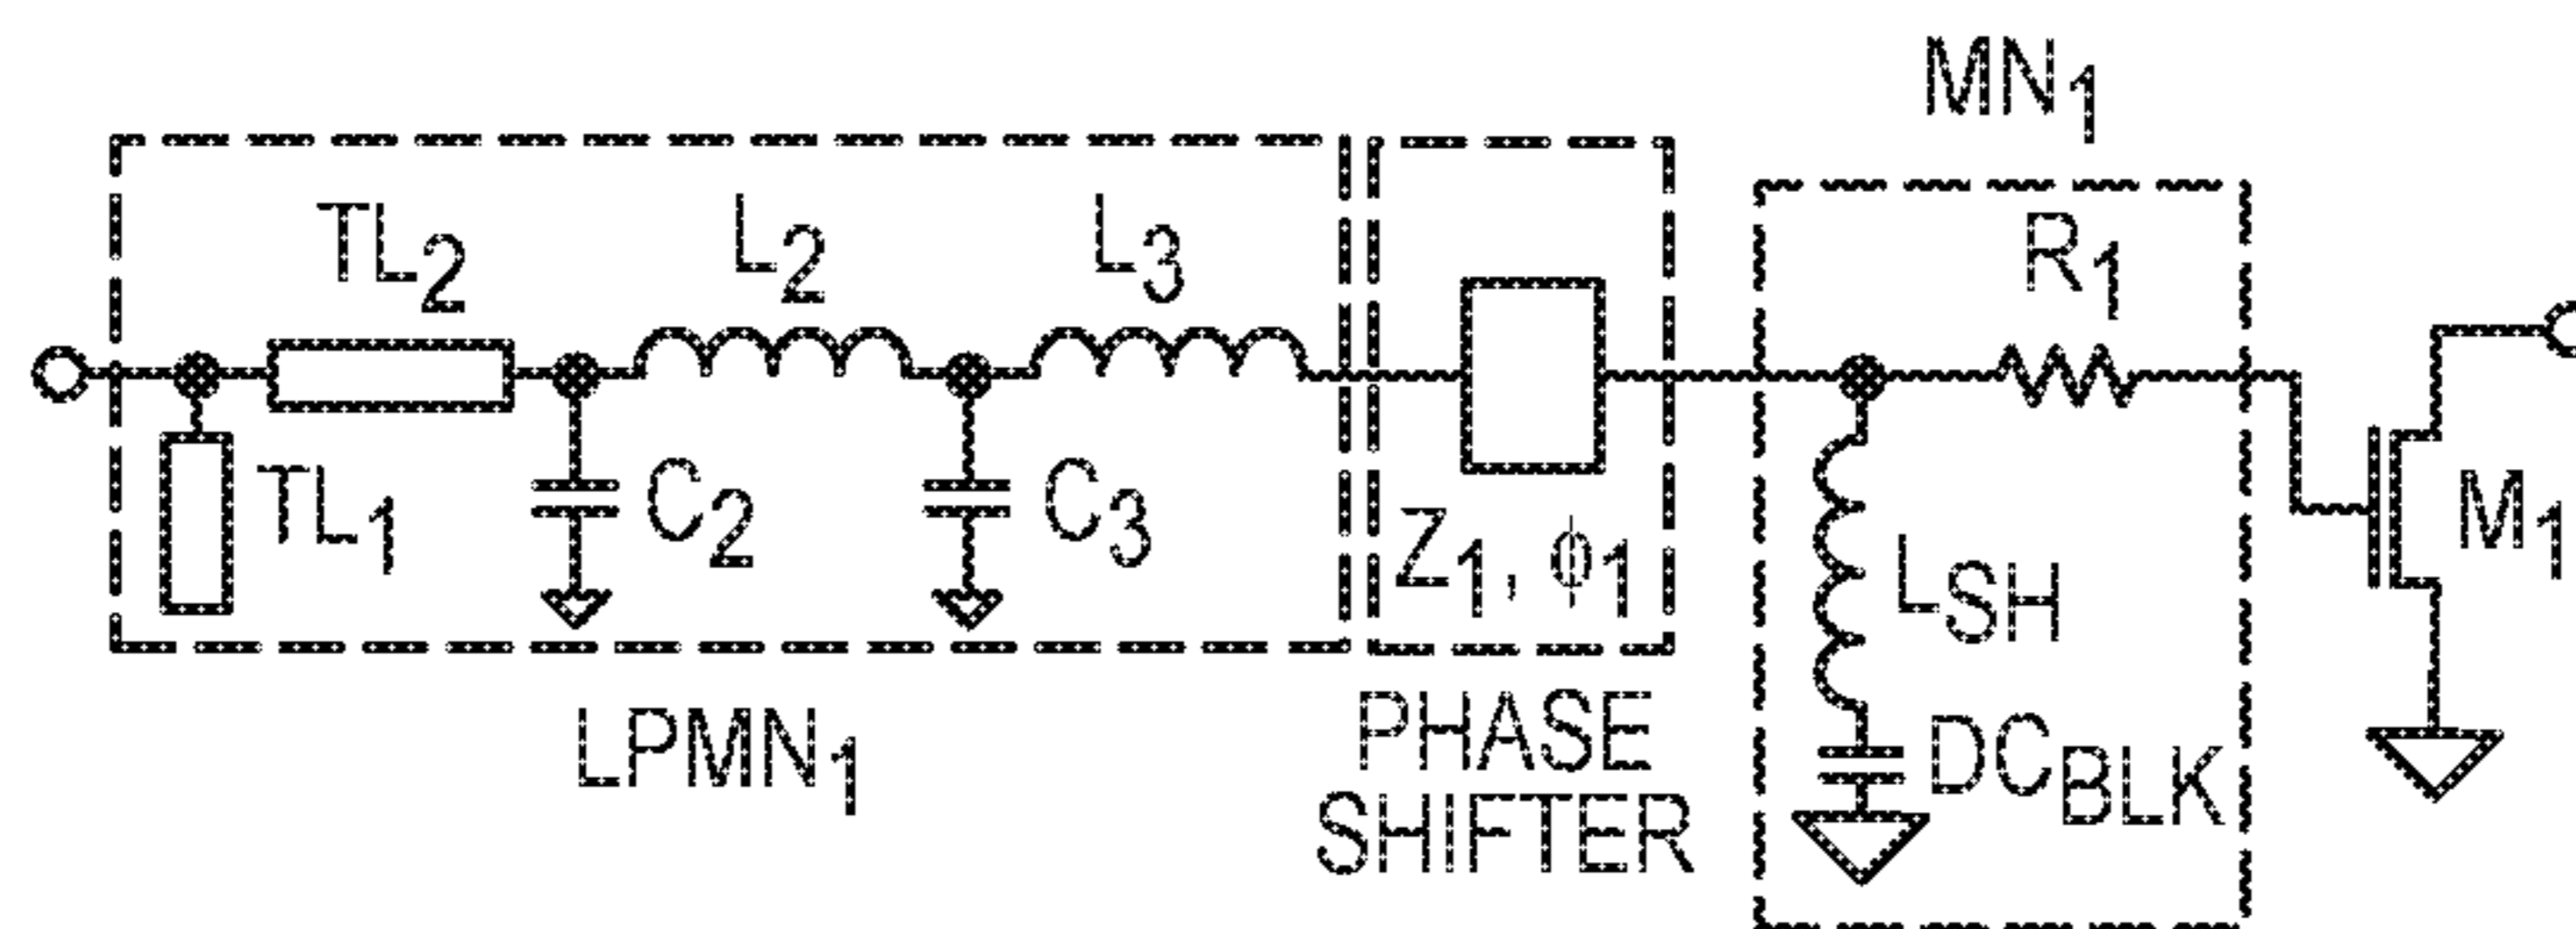 MN1
TL2
L2
L3
R1
TL1
C2
C3
Z1, ϕ1
LSH
M1
LPMN1
PHASE
SHIFTER
DCBLK